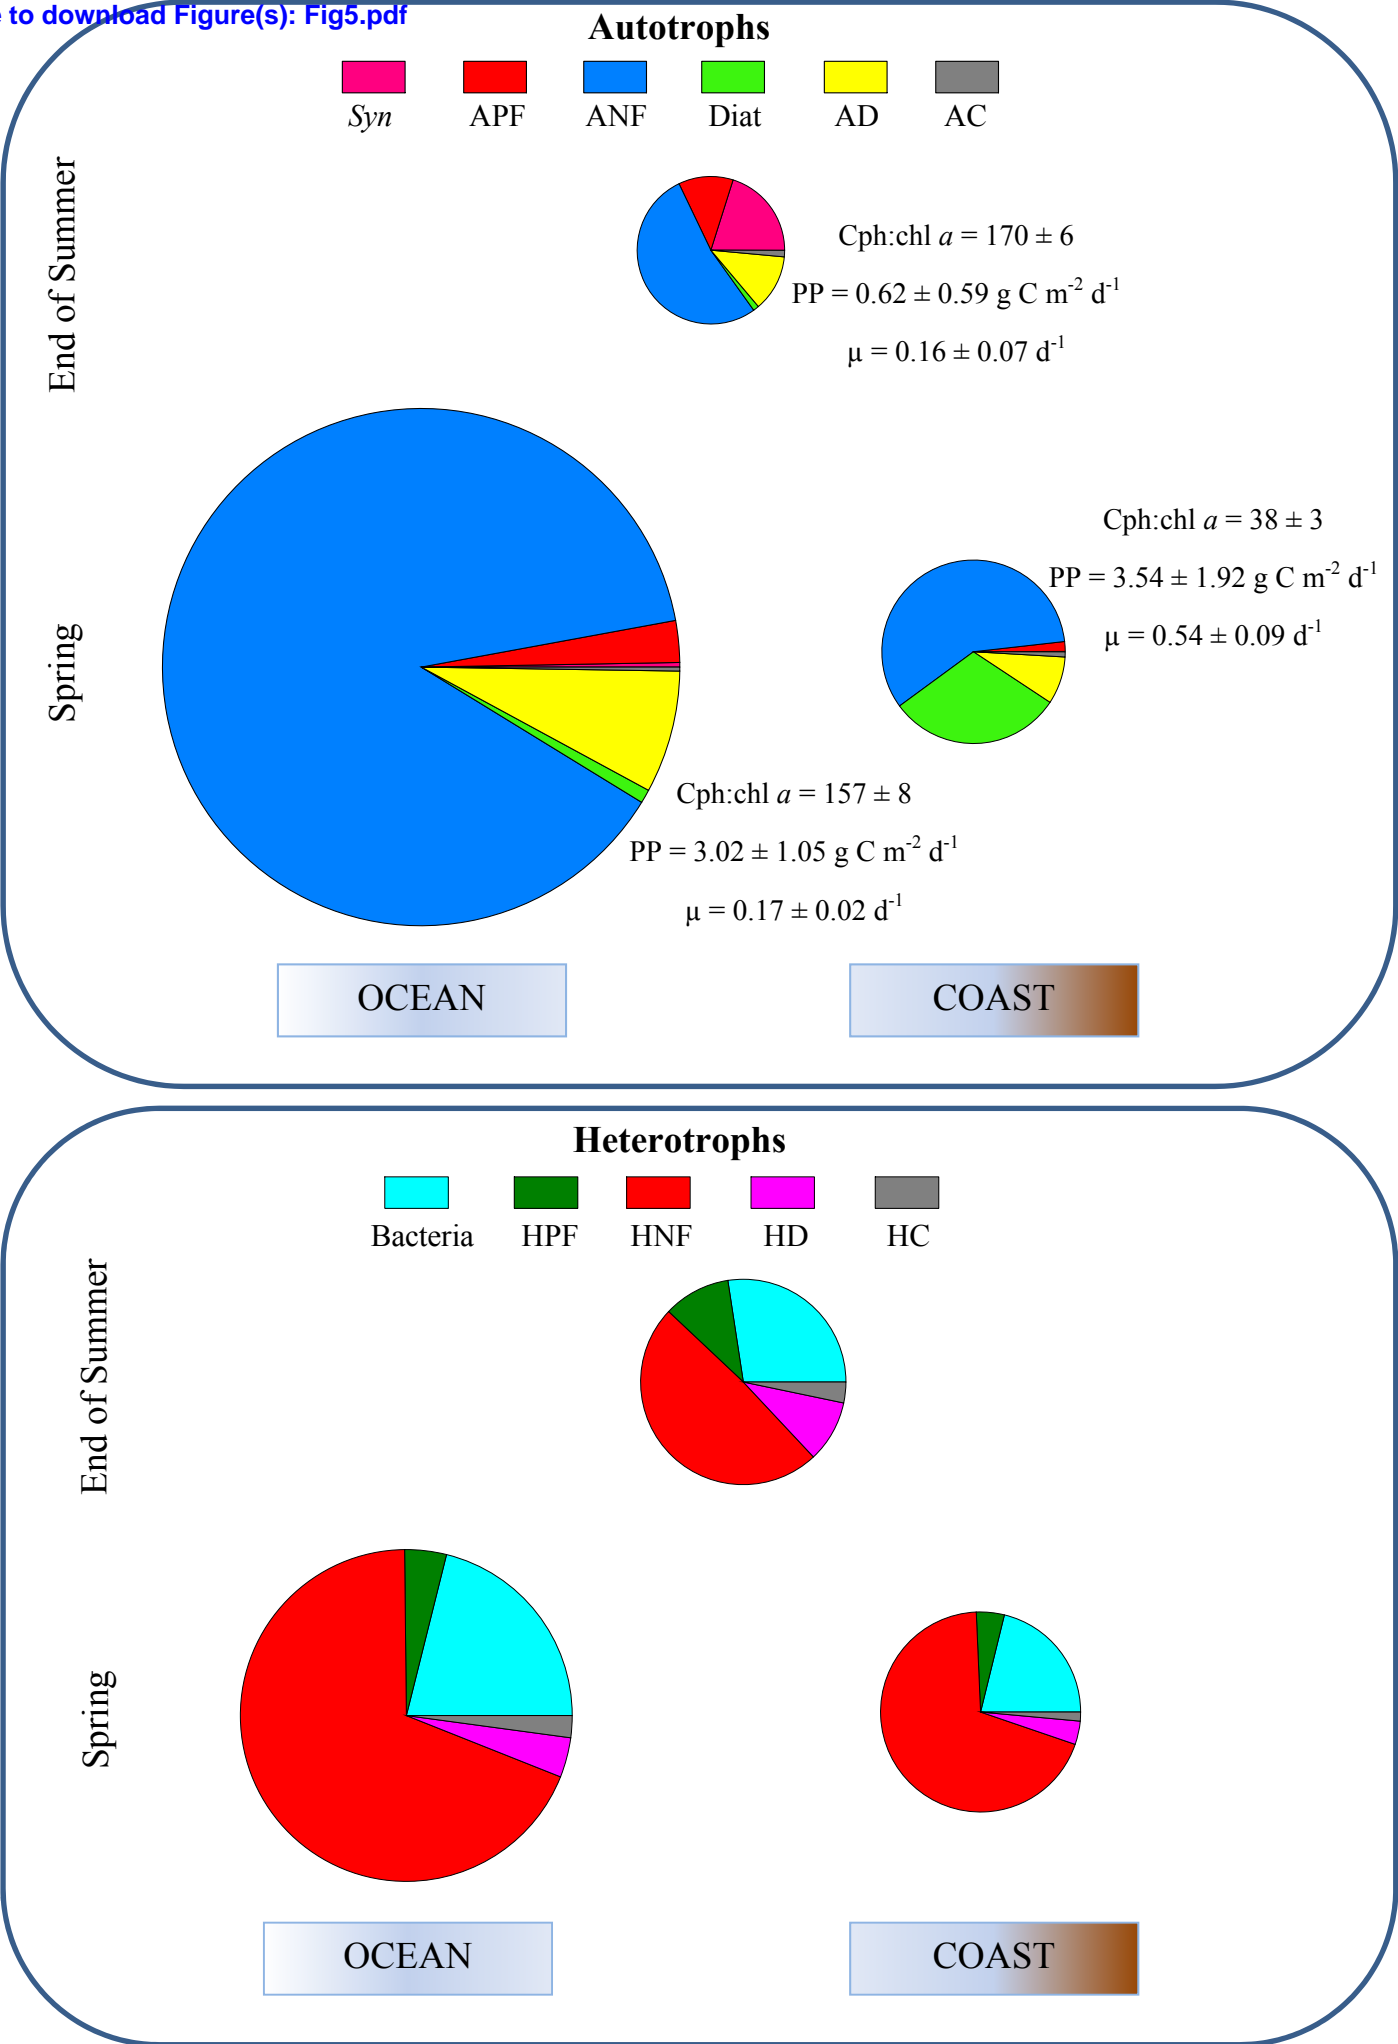 e to download Figure(s): Fig5.pdf
Autotrophs
Syn APF ANF Diat AD AC
End of Summer
Cph:chl a = 170 ± 6
PP = 0.62 ± 0.59 g C m⁻² d⁻¹
μ = 0.16 ± 0.07 d⁻¹
Spring
Cph:chl a = 38 ± 3
PP = 3.54 ± 1.92 g C m⁻² d⁻¹
μ = 0.54 ± 0.09 d⁻¹
Cph:chl a = 157 ± 8
PP = 3.02 ± 1.05 g C m⁻² d⁻¹
μ = 0.17 ± 0.02 d⁻¹
OCEAN COAST
Heterotrophs
Bacteria HPF HNF HD HC
End of Summer
Spring
OCEAN COAST